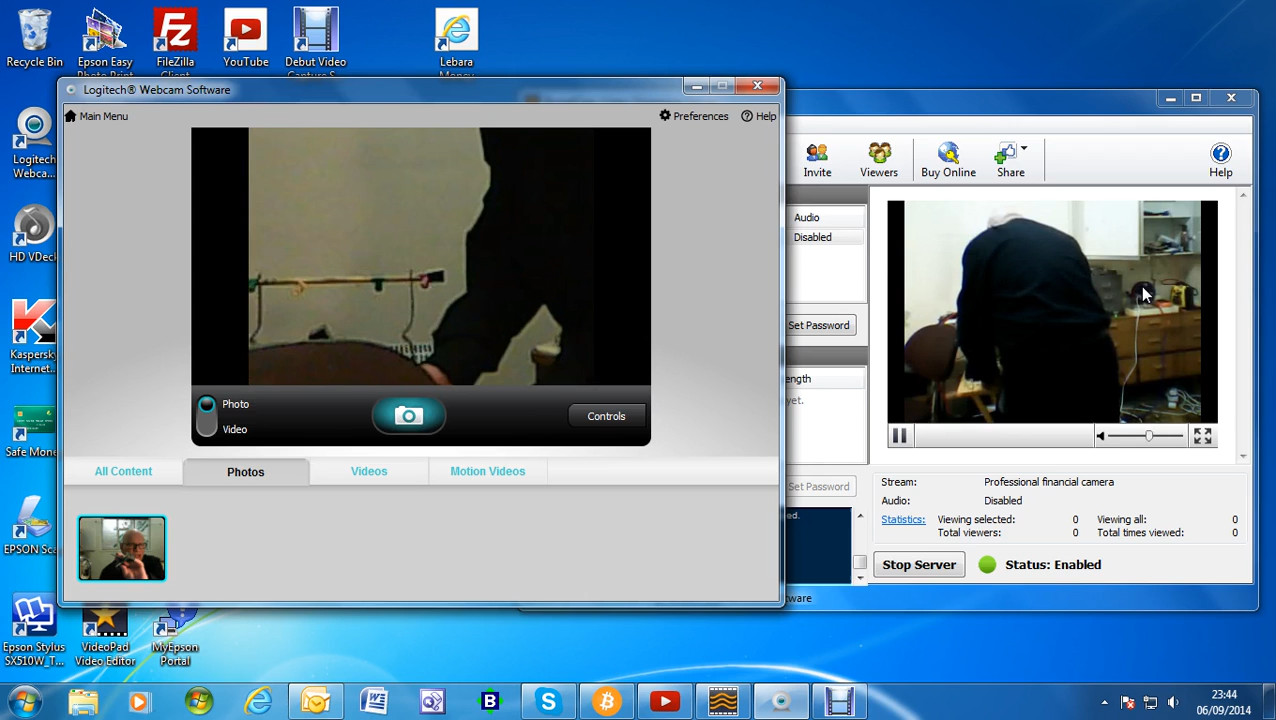 Recycle Bin
Epson Easy
Photo Print
FileZilla
Client
YouTube
Debut Video
Capture S...
Lebara
Money
Logitech
Webca...
HD VDeck
Kaspersky
Internet...
Safe Mone
EPSON Sca
Epson Stylus
SX510W_T...
VideoPad
Video Editor
MyEpson
Portal
Logitech® Webcam Software
Main Menu
Preferences
Help
Photo
Video
Controls
All Content
Photos
Videos
Motion Videos
Invite
Viewers
Buy Online
Share
Help
Audio
Disabled
Set Password
ength
yet.
Set Password
ed.
Stream: Professional financial camera
Audio: Disabled
Statistics: Viewing selected: 0 Viewing all: 0
Total viewers: 0 Total times viewed: 0
Stop Server
Status: Enabled
ware
23:44
06/09/2014